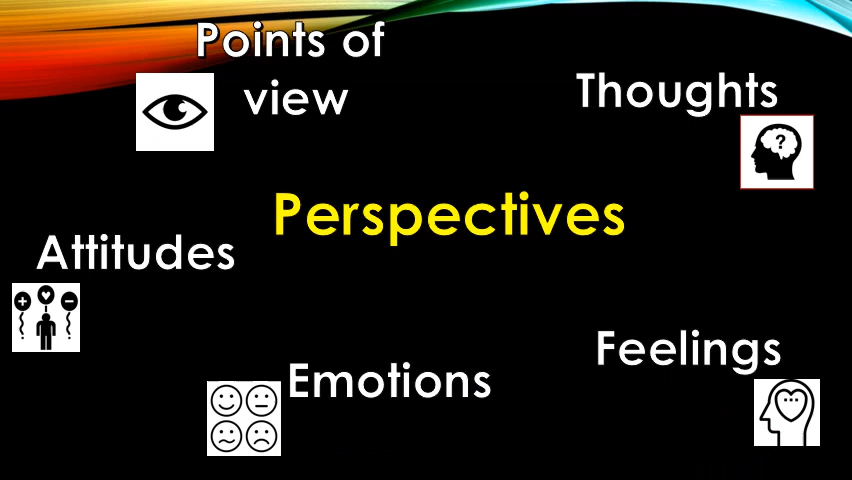 Points of
view
Thoughts
?
Perspectives
Attitudes
+
-
Feelings
Emotions